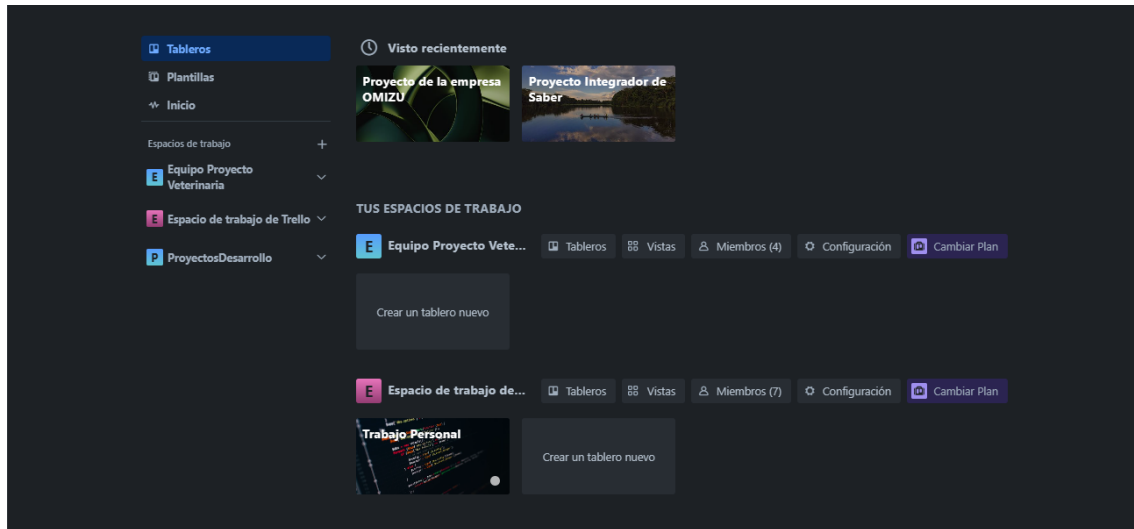 Tableros
Plantillas
Inicio
Espacios de trabajo
E Equipo Proyecto
Veterinaria
E Espacio de trabajo de Trello
P ProyectosDesarrollo
Visto recientemente
Proyecto de la empresa
OMIZU
Proyecto Integrador de
Saber
TUS ESPACIOS DE TRABAJO
E Equipo Proyecto Vete... Tableros Vistas Miembros (4) Configuración Cambiar Plan
Crear un tablero nuevo
E Espacio de trabajo de... Tableros Vistas Miembros (7) Configuración Cambiar Plan
Trabajo Personal
Crear un tablero nuevo